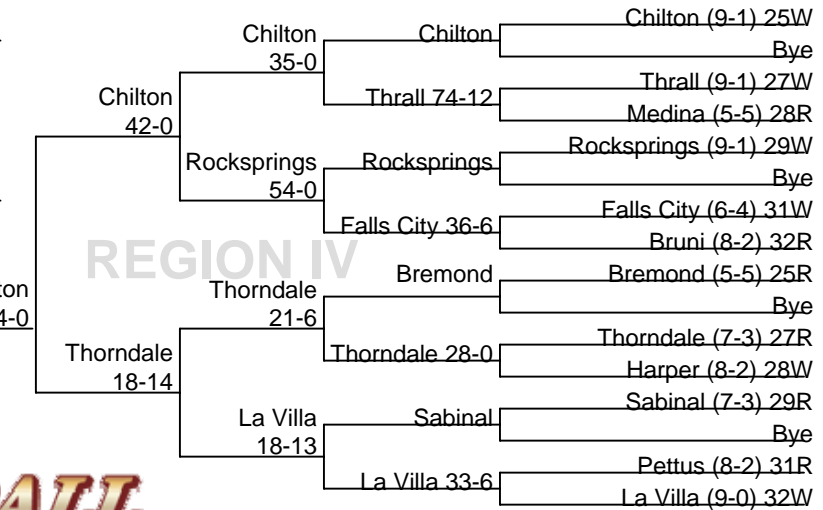 Chilton (9-1) 25W
Bye
Thrall (9-1) 27W
Medina (5-5) 28R
Rocksprings (9-1) 29W
Bye
Falls City (6-4) 31W
Bruni (8-2) 32R
Bremond (5-5) 25R
Bye
Thorndale (7-3) 27R
Harper (8-2) 28W
Sabinal (7-3) 29R
Bye
Pettus (8-2) 31R
La Villa (9-0) 32W
Chilton
Thrall 74-12
Rocksprings
Falls City 36-6
Bremond
Thorndale 28-0
Sabinal
La Villa 33-6
Chilton
35-0
Rocksprings
54-0
Thorndale
21-6
La Villa
18-13
Chilton
42-0
Thorndale
18-14
REGION IV
ton
4-0
ALL